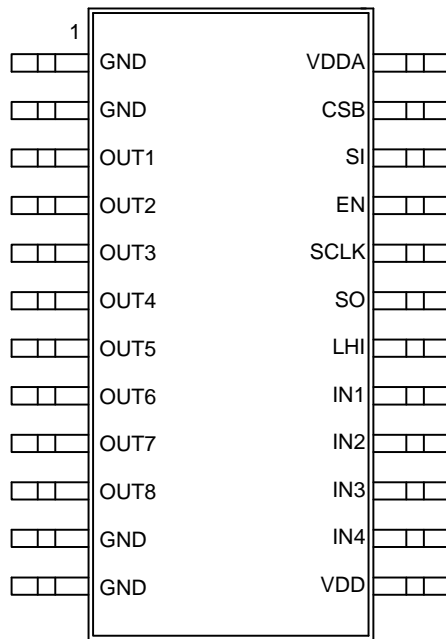 1
GND VDDA
GND CSB
OUT1 SI
OUT2 EN
OUT3 SCLK
OUT4 SO
OUT5 LHI
OUT6 IN1
OUT7 IN2
OUT8 IN3
GND IN4
GND VDD